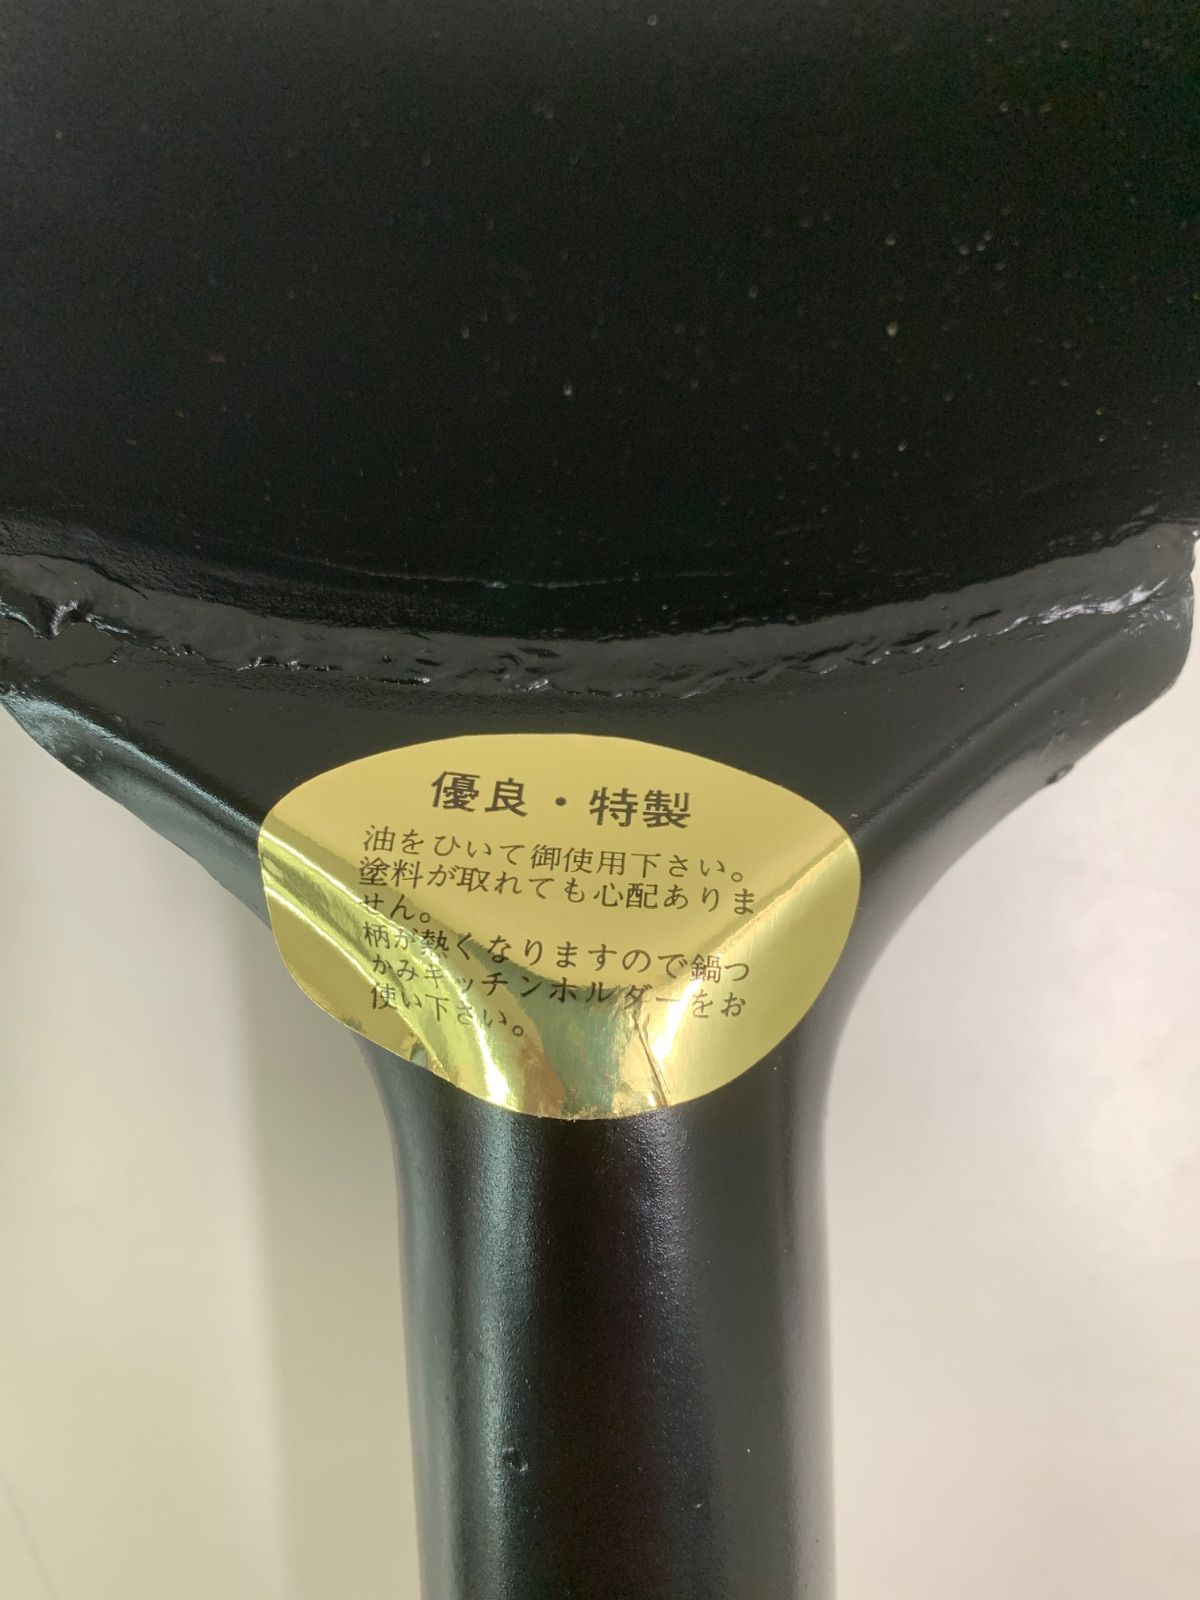 優良・特製
油をひいて御使用下さい。
塗料が取れても心配ありま
せん。
柄が熱くなりますので鍋つ
かみキッチンホルダーをお
使い下さい。